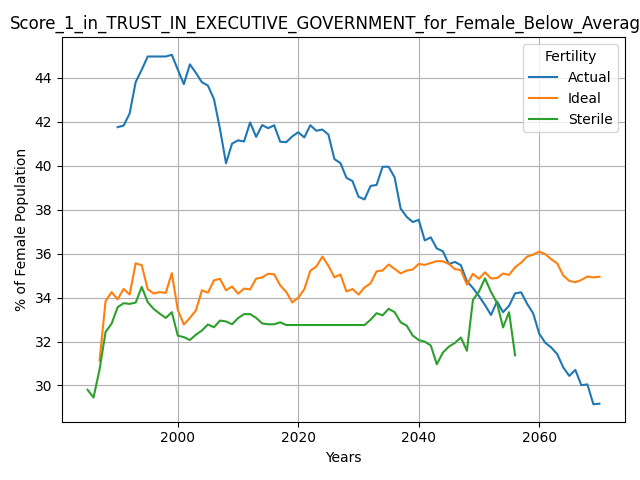 Score_1_in_TRUST_IN_EXECUTIVE_GOVERNMENT_for_Female_Below_Averag
Fertility
Actual
Ideal
Sterile
% of Female Population
44
42
40
38
36
34
32
30
2000
2020
2040
2060
Years